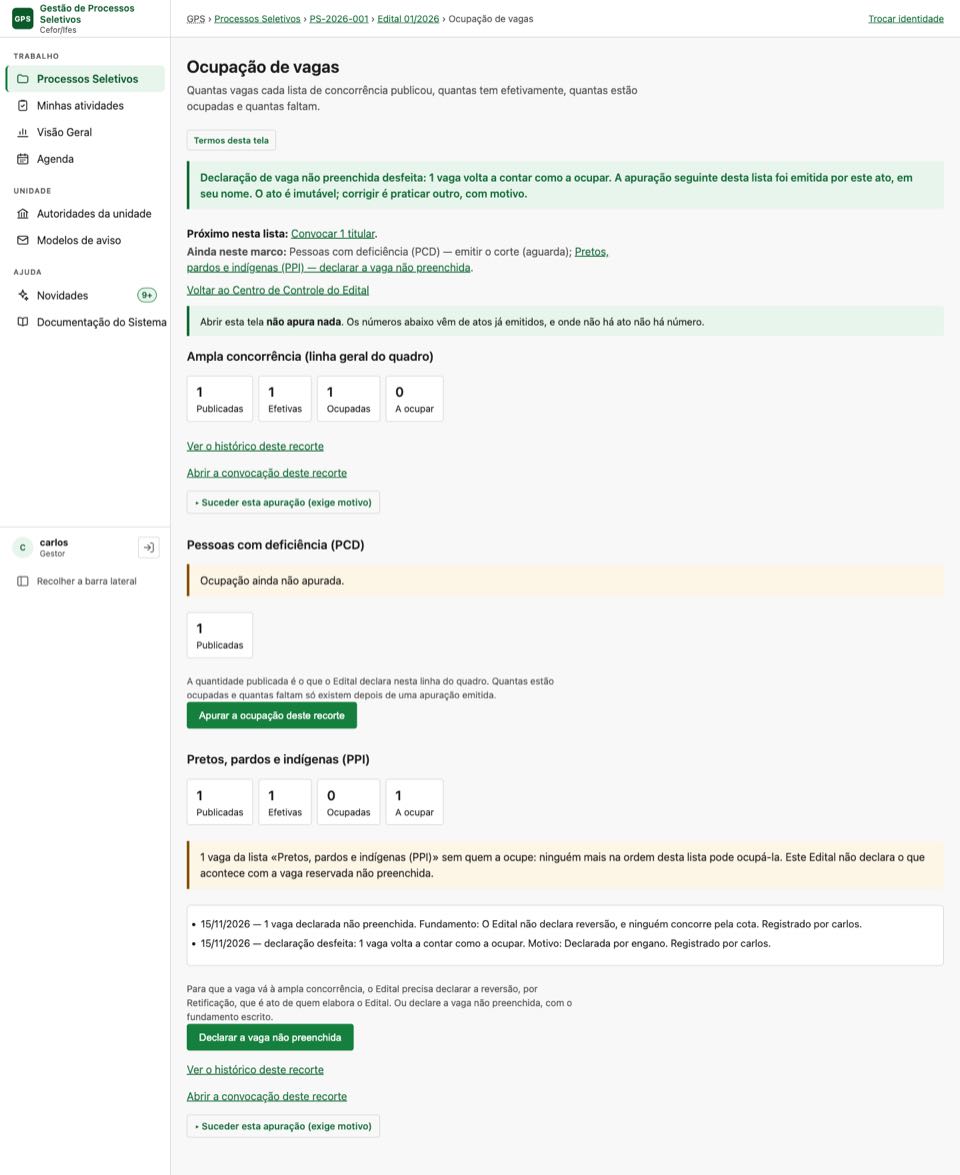 GPS
Gestão de Processos
Seletivos
Cefor/Ifes
GPS › Processos Seletivos › PS-2026-001 › Edital 01/2026 › Ocupação de vagas
Trocar identidade
TRABALHO
Processos Seletivos
Minhas atividades
Visão Geral
Agenda
UNIDADE
Autoridades da unidade
Modelos de aviso
AJUDA
Novidades
9+
Documentação do Sistema
C
carlos
Gestor
Recolher a barra lateral
Ocupação de vagas
Quantas vagas cada lista de concorrência publicou, quantas tem efetivamente, quantas estão
ocupadas e quantas faltam.
Termos desta tela
Declaração de vaga não preenchida desfeita: 1 vaga volta a contar como a ocupar. A apuração seguinte desta lista foi emitida por este ato, em
seu nome. O ato é imutável; corrigir é praticar outro, com motivo.
Próximo nesta lista: Convocar 1 titular.
Ainda neste marco: Pessoas com deficiência (PCD) — emitir o corte (aguarda); Pretos,
pardos e indígenas (PPI) — declarar a vaga não preenchida.
Voltar ao Centro de Controle do Edital
Abrir esta tela não apura nada. Os números abaixo vêm de atos já emitidos, e onde não há ato não há número.
Ampla concorrência (linha geral do quadro)
1
Publicadas
1
Efetivas
1
Ocupadas
0
A ocupar
Ver o histórico deste recorte
Abrir a convocação deste recorte
Suceder esta apuração (exige motivo)
Pessoas com deficiência (PCD)
Ocupação ainda não apurada.
1
Publicadas
A quantidade publicada é o que o Edital declara nesta linha do quadro. Quantas estão
ocupadas e quantas faltam só existem depois de uma apuração emitida.
Apurar a ocupação deste recorte
Pretos, pardos e indígenas (PPI)
1
Publicadas
1
Efetivas
0
Ocupadas
1
A ocupar
1 vaga da lista «Pretos, pardos e indígenas (PPI)» sem quem a ocupe: ninguém mais na ordem desta lista pode ocupá-la. Este Edital não declara o que
acontece com a vaga reservada não preenchida.
• 15/11/2026 — 1 vaga declarada não preenchida. Fundamento: O Edital não declara reversão, e ninguém concorre pela cota. Registrado por carlos.
• 15/11/2026 — declaração desfeita: 1 vaga volta a contar como a ocupar. Motivo: Declarada por engano. Registrado por carlos.
Para que a vaga vá à ampla concorrência, o Edital precisa declarar a reversão, por
Retificação, que é ato de quem elabora o Edital. Ou declare a vaga não preenchida, com o
fundamento escrito.
Declarar a vaga não preenchida
Ver o histórico deste recorte
Abrir a convocação deste recorte
Suceder esta apuração (exige motivo)